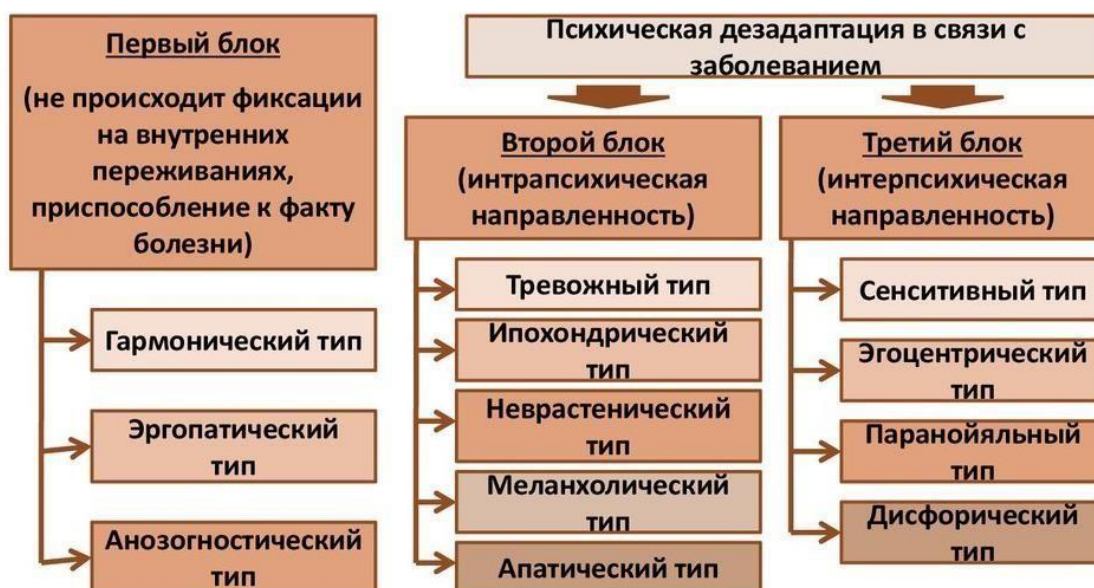 Первый блок
(не происходит фиксации
на внутренних
переживаниях,
приспособление к факту
болезни)
Гармонический тип
Эргопатический
тип
Анозогностический
тип
Психическая дезадаптация в связи с
заболеванием
Второй блок
(интрапсихическая
направленность)
Тревожный тип
Ипохондрический
тип
Неврастенический
тип
Меланхолический
тип
Апатический тип
Третий блок
(интерпсихическая
направленность)
Сенситивный тип
Эгоцентрический
тип
Паранойяльный
тип
Дисфорический
тип